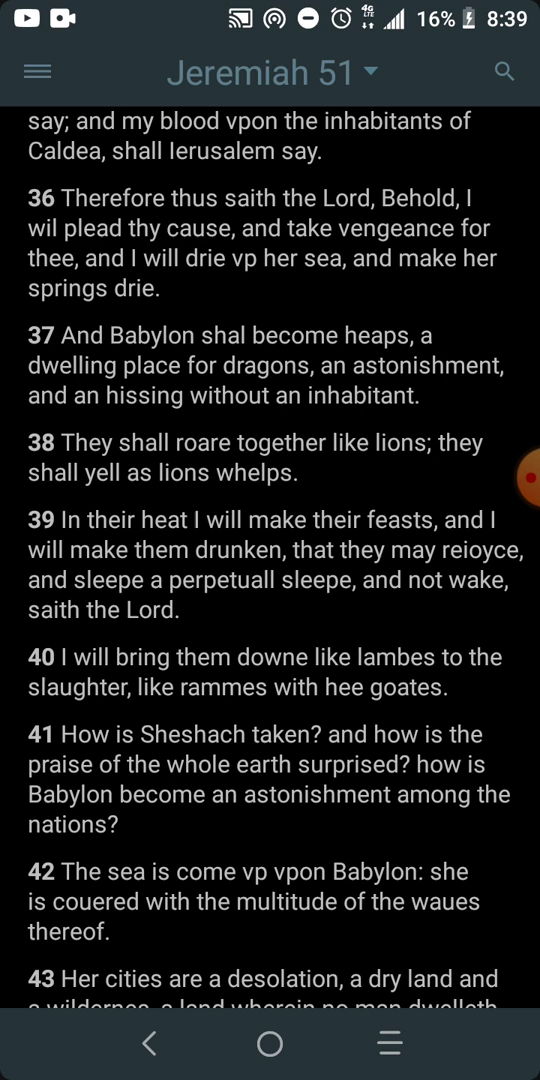 4G
LTE
16%
8:39
Jeremiah 51
say; and my blood vpon the inhabitants of
Caldea, shall Ierusalem say.
36 Therefore thus saith the Lord, Behold, I
wil plead thy cause, and take vengeance for
thee, and I will drie vp her sea, and make her
springs drie.
37 And Babylon shal become heaps, a
dwelling place for dragons, an astonishment,
and an hissing without an inhabitant.
38 They shall roare together like lions; they
shall yell as lions whelps.
39 In their heat I will make their feasts, and I
will make them drunken, that they may reioyce,
and sleepe a perpetuall sleepe, and not wake,
saith the Lord.
40 I will bring them downe like lambes to the
slaughter, like rammes with hee goates.
41 How is Sheshach taken? and how is the
praise of the whole earth surprised? how is
Babylon become an astonishment among the
nations?
42 The sea is come vp vpon Babylon: she
is couered with the multitude of the waues
thereof.
43 Her cities are a desolation, a dry land and
a wildernes, a land wherein no man dwelleth,